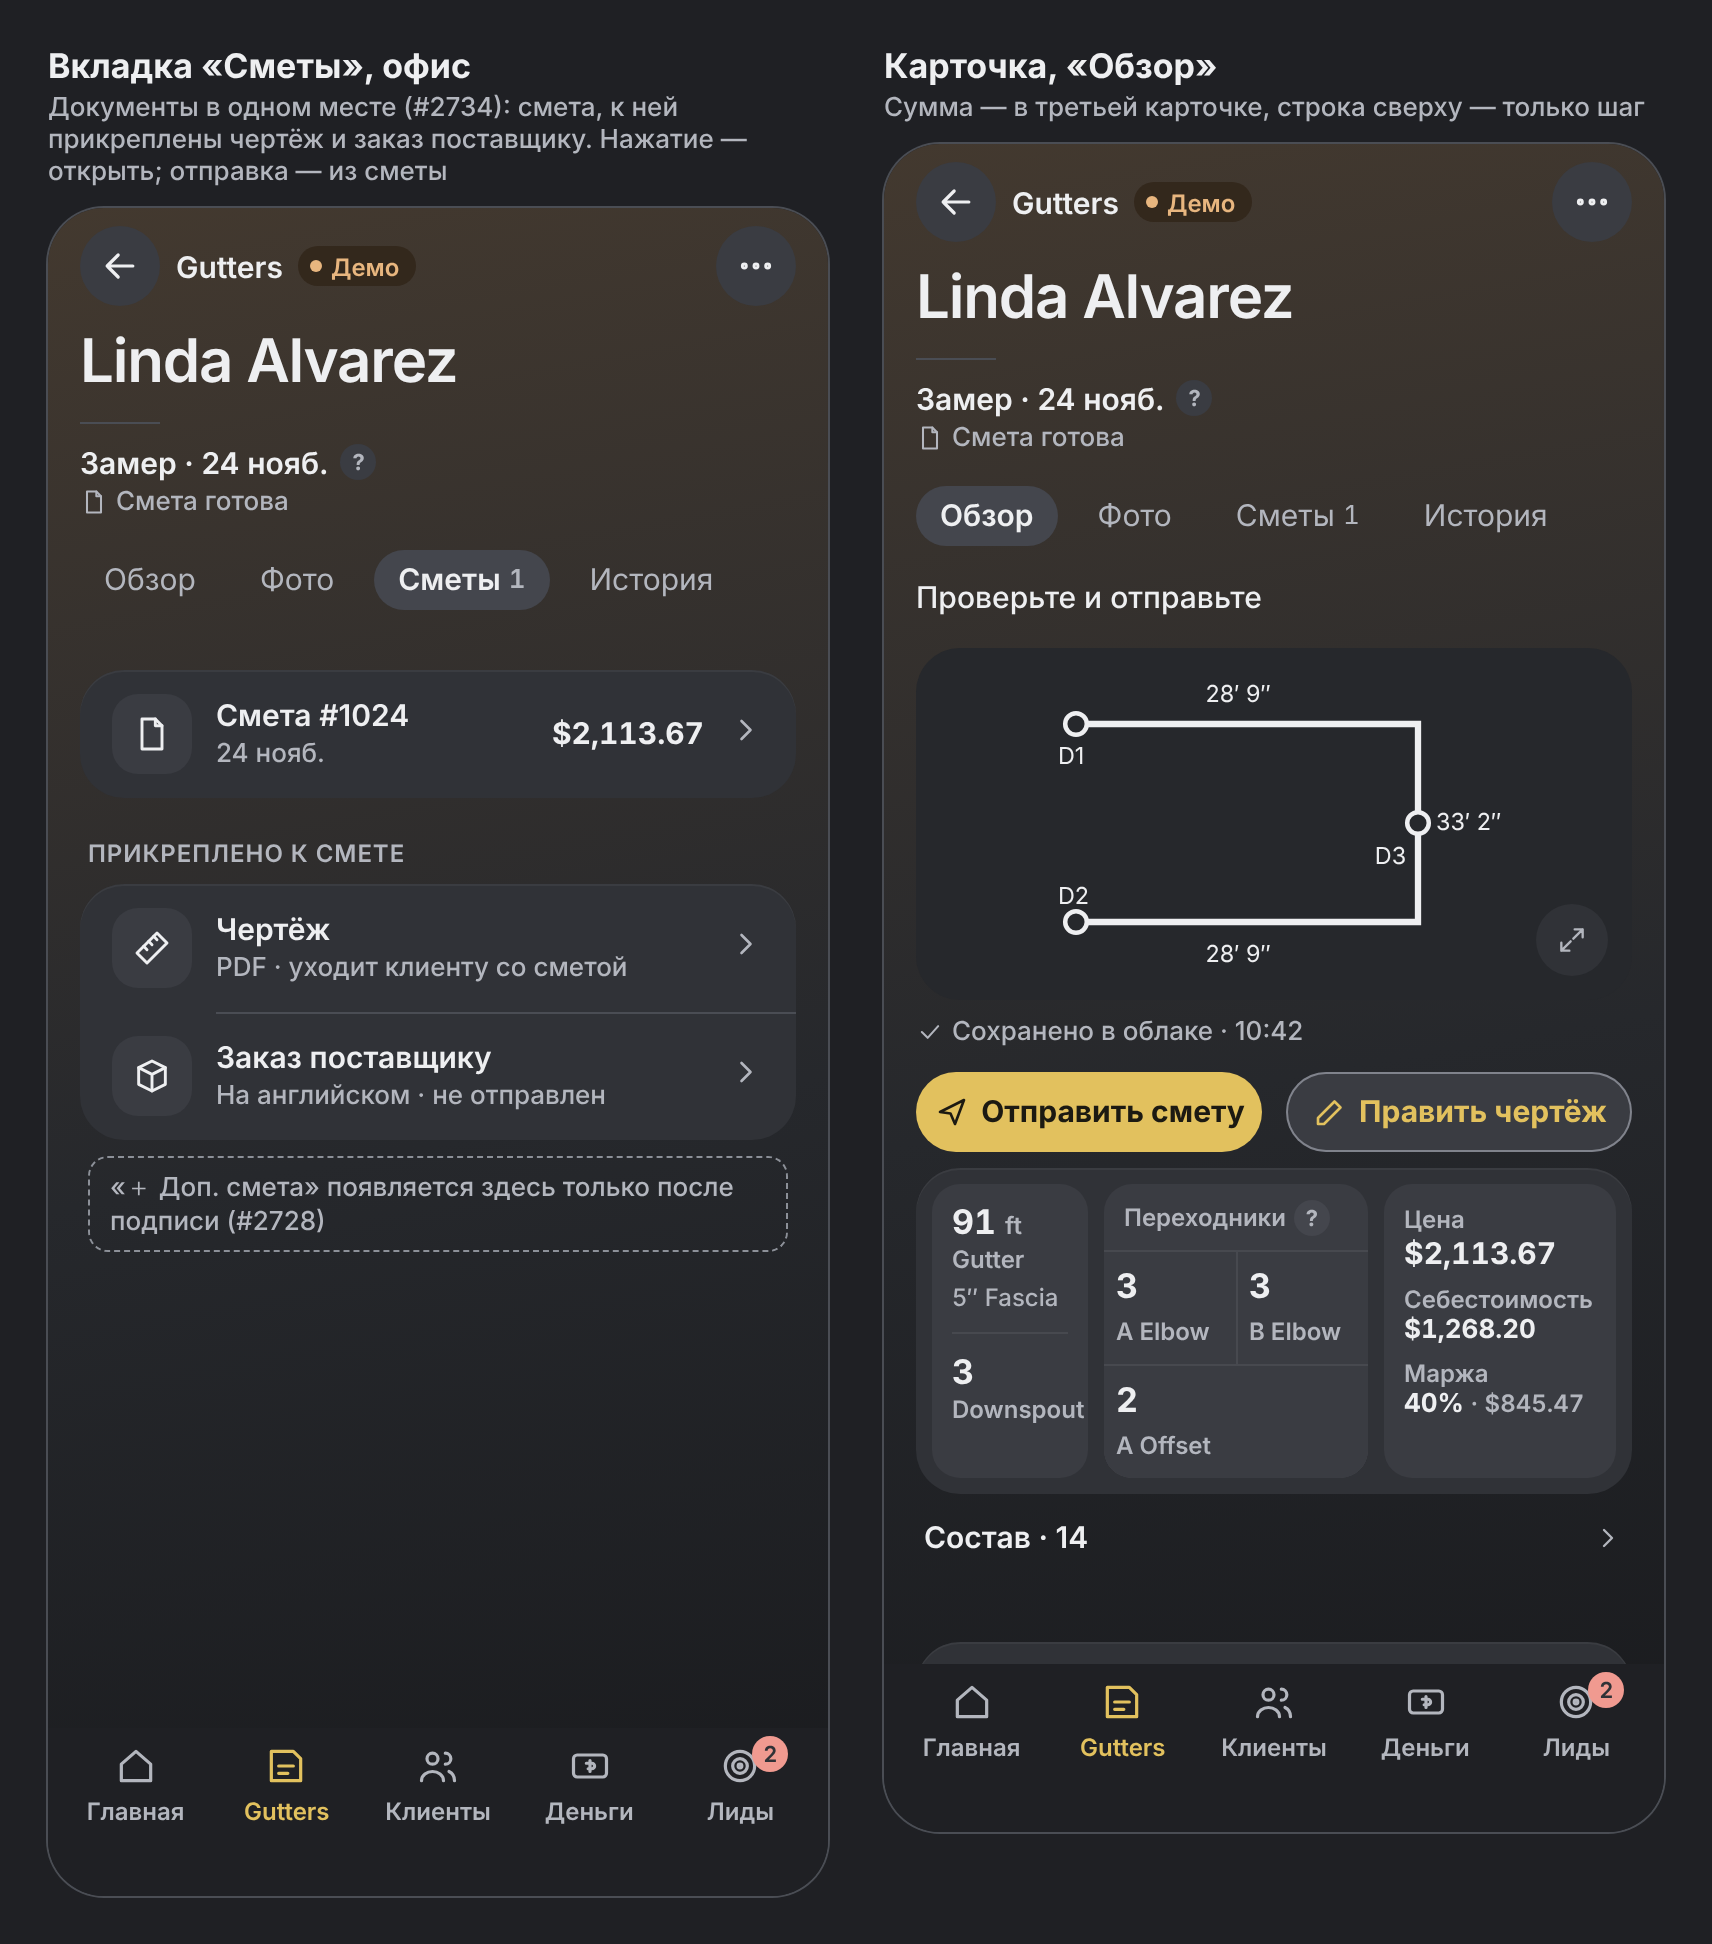 Вкладка «Сметы», офис
Документы в одном месте (#2734): смета, к ней
прикреплены чертёж и заказ поставщику. Нажатие —
открыть; отправка — из сметы
Gutters
Демо
Linda Alvarez
Замер · 24 нояб. ?
Смета готова
Обзор
Фото
Сметы 1
История
Смета #1024
24 нояб.
$2,113.67
ПРИКРЕПЛЕНО К СМЕТЕ
Чертёж
PDF · уходит клиенту со сметой
Заказ поставщику
На английском · не отправлен
«+ Доп. смета» появляется здесь только после
подписи (#2728)
Главная
Gutters
Клиенты
Деньги
Лиды
2
Карточка, «Обзор»
Сумма — в третьей карточке, строка сверху — только шаг
Gutters
Демо
Linda Alvarez
Замер · 24 нояб. ?
Смета готова
Обзор
Фото
Сметы 1
История
Проверьте и отправьте
28′ 9″
D1
33′ 2″
D3
D2
28′ 9″
Сохранено в облаке · 10:42
Отправить смету
Править чертёж
91 ft
Gutter
5″ Fascia
3
Downspout
Переходники ?
3
A Elbow
3
B Elbow
2
A Offset
Цена
$2,113.67
Себестоимость
$1,268.20
Маржа
40% · $845.47
Состав · 14
Главная
Gutters
Клиенты
Деньги
Лиды
2